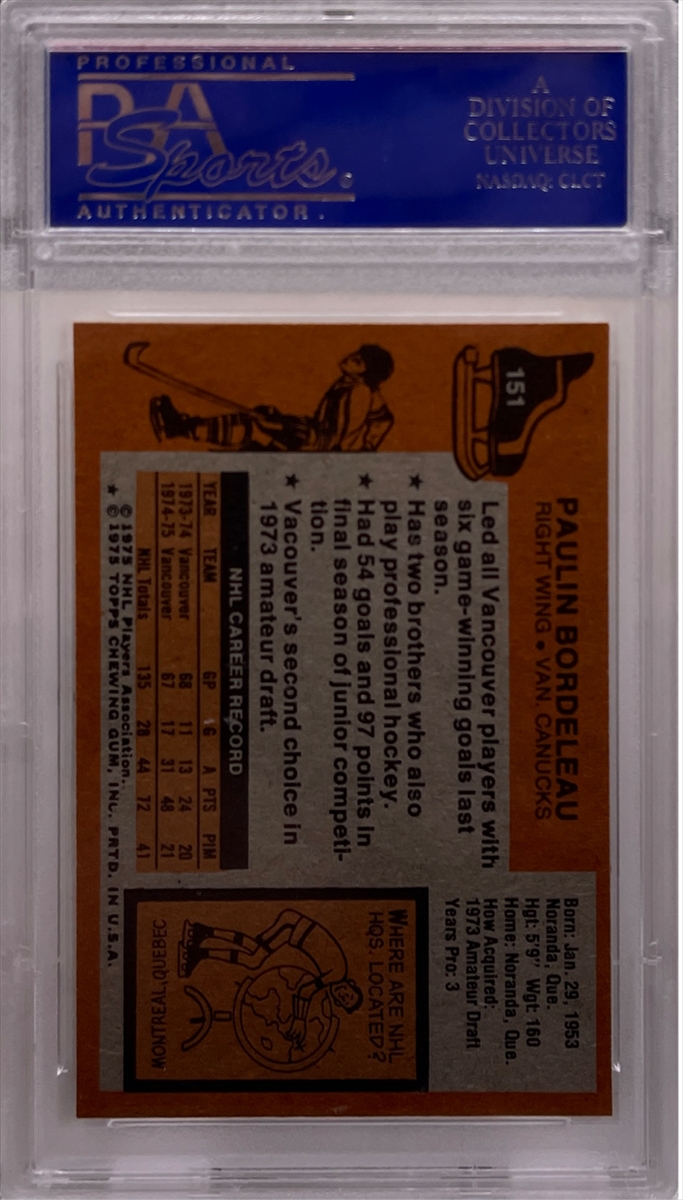 PROFESSIONAL
PSA
Sports
AUTHENTICATOR.
A
DIVISION OF
COLLECTORS
UNIVERSE
NASDAQ: CLCT
151
PAULIN BORDELEAU
RIGHT WING • VAN. CANUCKS
Led all Vancouver players with
six game-winning goals last
season.
★ Has two brothers who also
play professional hockey.
★ Had 54 goals and 97 points in
final season of junior competi-
tion.
★ Vacouver's second choice in
1973 amateur draft.
NHL CAREER RECORD
YEAR TEAM GP G A PTS PIM
1973-74 Vancouver 68 11 13 24 20
1974-75 Vancouver 67 17 31 48 21
NHL Totals 135 28 44 72 41
© 1975 NHL Players Association.
★ © 1975 TOPPS CHEWING GUM, INC. PRTD. IN U.S.A.
Born: Jan. 29, 1953
Noranda, Que.
Hgt: 5'9" Wgt: 160
Home: Noranda, Que.
How Acquired:
1973 Amateur Draft
Years Pro: 3
WHERE ARE NHL
HQS. LOCATED?
MONTREAL, QUEBEC